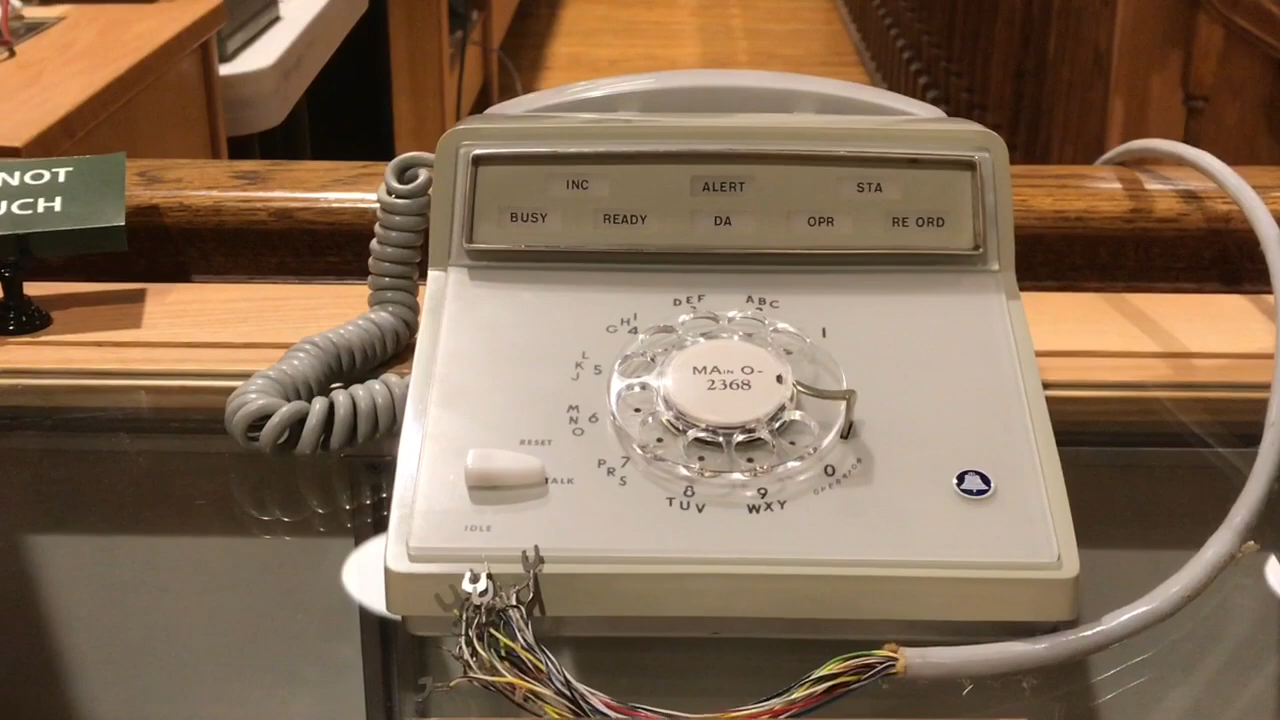 NOT
UCH
INC ALERT STA
BUSY READY DA OPR RE ORD
ABC
DEF
1
GHI 4
JKL 5
MNO 6
PRS 7
TUV 8
WXY 9
0 OPERATOR
MAIN O-
2368
RESET
TALK
IDLE